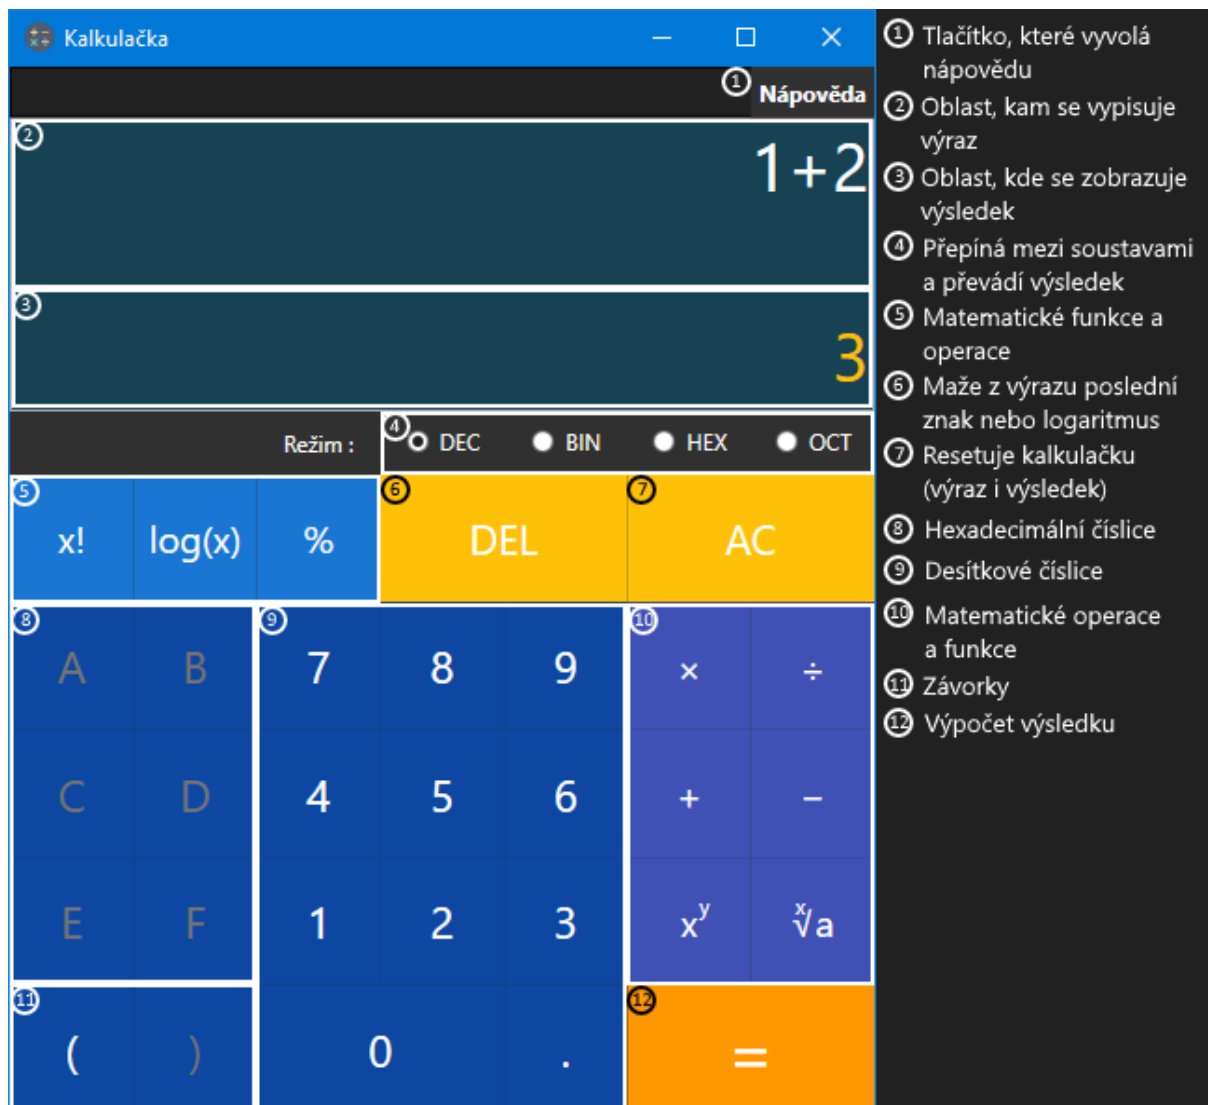 Kalkulačka
1 Nápověda
2
1+2
3
3
Režim : 4 DEC BIN HEX OCT
5 6 7
x! log(x) % DEL AC
8 9 10
A B 7 8 9 × ÷
C D 4 5 6 + −
E F 1 2 3 xʸ ˣ√a
11 12
( ) 0 . =
1 Tlačítko, které vyvolá
nápovědu
2 Oblast, kam se vypisuje
výraz
3 Oblast, kde se zobrazuje
výsledek
4 Přepíná mezi soustavami
a převádí výsledek
5 Matematické funkce a
operace
6 Maže z výrazu poslední
znak nebo logaritmus
7 Resetuje kalkulačku
(výraz i výsledek)
8 Hexadecimální číslice
9 Desítkové číslice
10 Matematické operace
a funkce
11 Závorky
12 Výpočet výsledku